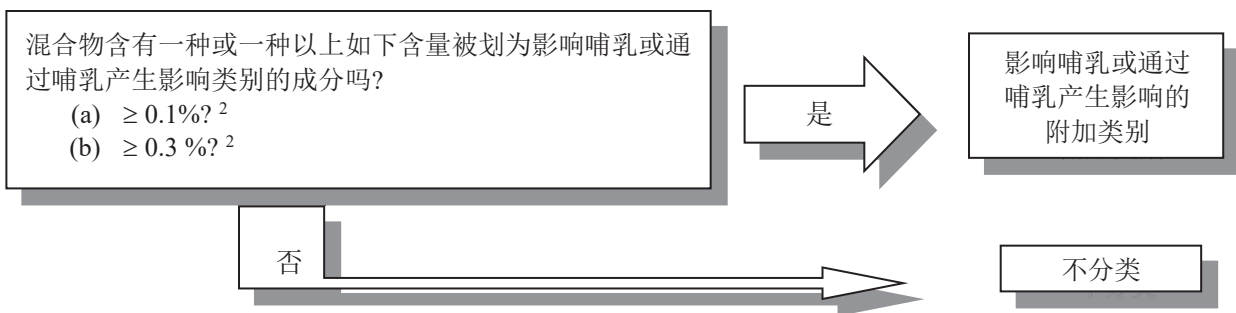 混合物含有一种或一种以上如下含量被划为影响哺乳或通
过哺乳产生影响类别的成分吗?
(a) ≥ 0.1%? ²
(b) ≥ 0.3 %? ²
是
影响哺乳或通过
哺乳产生影响的
附加类别
否
不分类